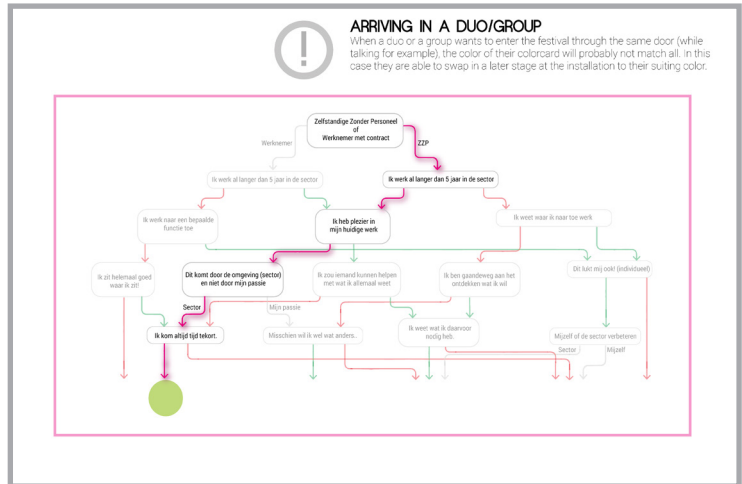 ARRIVING IN A DUO/GROUP
When a duo or a group wants to enter the festival through the same door (while
talking for example), the color of their colorcard will probably not match all. In this
case they are able to swap in a later stage at the installation to their suiting color.
Zelfstandige Zonder Personeel
of
Werknemer met contract
Werknemer
ZZP
Ik werk al langer dan 5 jaar in de sector
Ik werk al langer dan 5 jaar in de sector
Ik werk naar een bepaalde
functie toe
Ik heb plezier in
mijn huidige werk
Ik weet waar ik naar toe werk
Ik zit helemaal goed
waar ik zit!
Dit komt door de omgeving (sector)
en niet door mijn passie
Ik zou iemand kunnen helpen
met wat ik allemaal weet
Ik ben gaandeweg aan het
ontdekken wat ik wil
Dit lukt mij ook! (individueel)
Sector
Mijn passie
Ik kom altijd tijd tekort.
Misschien wil ik wel wat anders..
Ik weet wat ik daarvoor
nodig heb.
Mijzelf of de sector verbeteren
Sector
Mijzelf